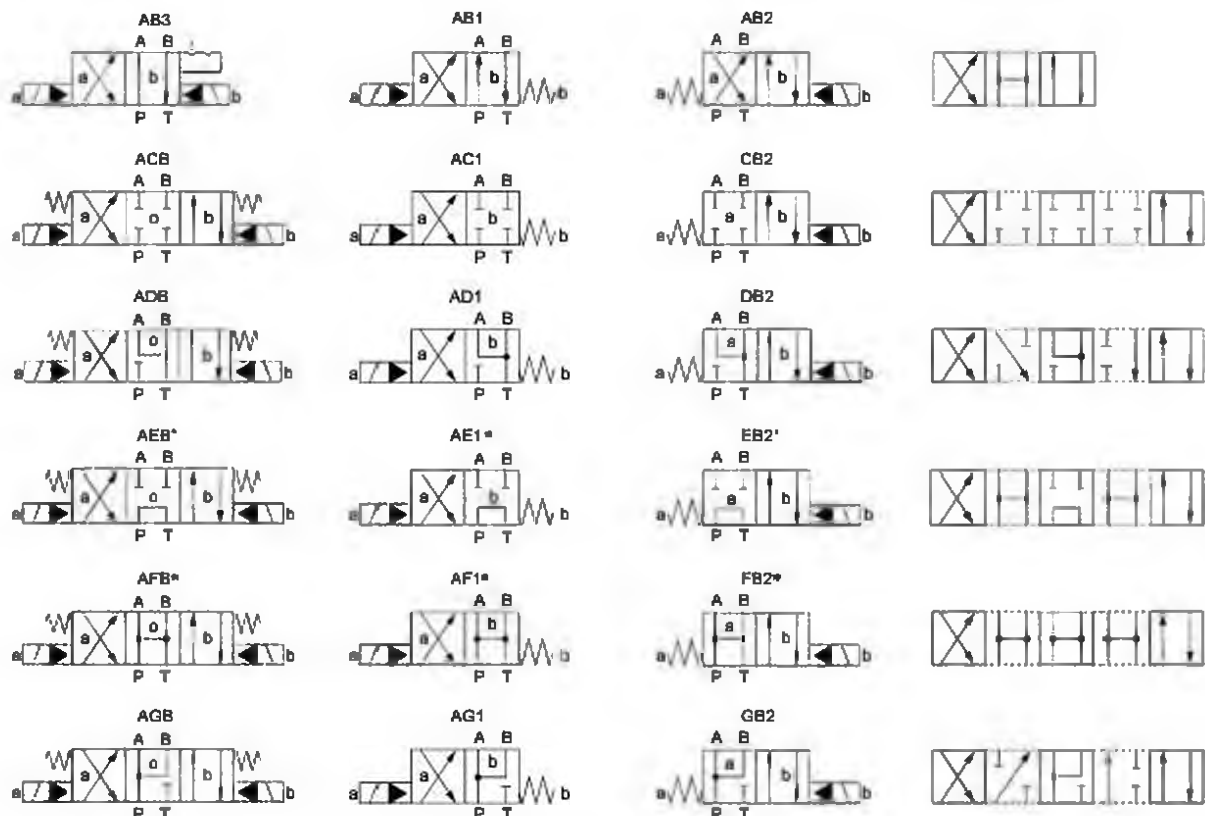 AB3 AB1 AB2
A B A B A B
a b a b a b
a b a b a b
P T P T P T
ACB AC1 CB2
A B A B A B
a o b a b a b
a b a b a b
P T P T P T
ADB AD1 DB2
A B A B A B
a o b a b a b
a b a b a b
P T P T P T
AEB* AE1* EB2*
A B A B A B
a o b a b a b
a b a b a b
P T P T P T
AFB* AF1* FB2*
A B A B A B
a o b a b a b
a b a b a b
P T P T P T
AGB AG1 GB2
A B A B A B
a o b a b a b
a b a b a b
P T P T P T